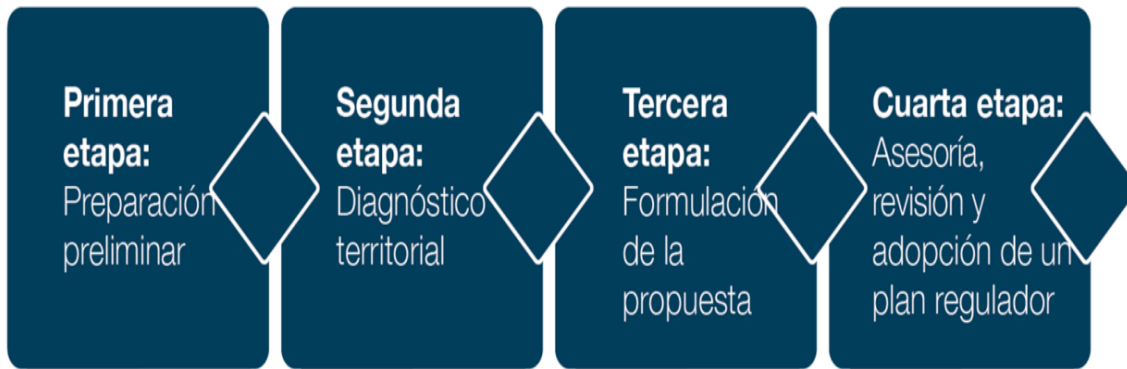 Primera
etapa:
Preparación
preliminar
Segunda
etapa:
Diagnóstico
territorial
Tercera
etapa:
Formulación
de la
propuesta
Cuarta etapa:
Asesoría,
revisión y
adopción de un
plan regulador